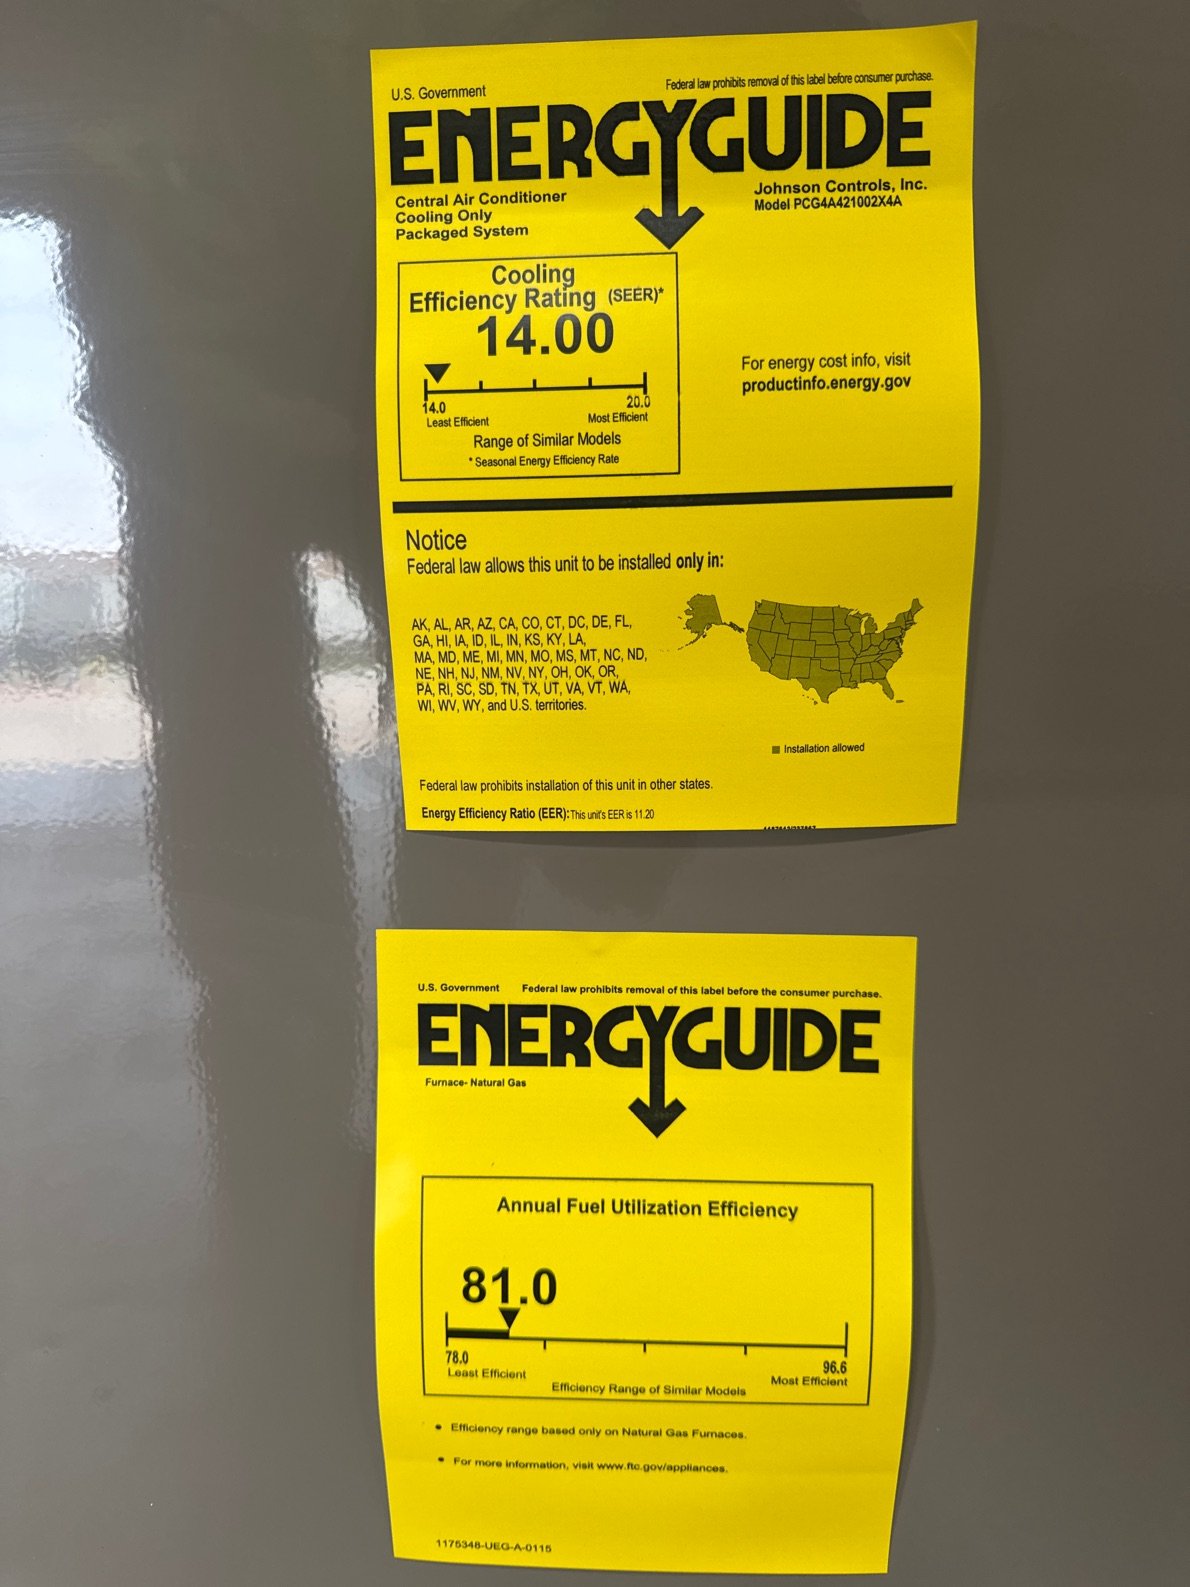 U.S. Government
Federal law prohibits removal of this label before consumer purchase.
ENERGYGUIDE
Central Air Conditioner
Cooling Only
Packaged System
Johnson Controls, Inc.
Model PCG4A421002X4A
Cooling
Efficiency Rating (SEER)*
14.00
14.0
20.0
Least Efficient
Most Efficient
Range of Similar Models
* Seasonal Energy Efficiency Rate
For energy cost info, visit
productinfo.energy.gov
Notice
Federal law allows this unit to be installed only in:
AK, AL, AR, AZ, CA, CO, CT, DC, DE, FL,
GA, HI, IA, ID, IL, IN, KS, KY, LA,
MA, MD, ME, MI, MN, MO, MS, MT, NC, ND,
NE, NH, NJ, NM, NV, NY, OH, OK, OR,
PA, RI, SC, SD, TN, TX, UT, VA, VT, WA,
WI, WV, WY, and U.S. territories.
Installation allowed
Federal law prohibits installation of this unit in other states.
Energy Efficiency Ratio (EER): This unit's EER is 11.20
U.S. Government
Federal law prohibits removal of this label before the consumer purchase.
ENERGYGUIDE
Furnace- Natural Gas
Annual Fuel Utilization Efficiency
81.0
78.0
96.6
Least Efficient
Most Efficient
Efficiency Range of Similar Models
• Efficiency range based only on Natural Gas Furnaces.
• For more information, visit www.ftc.gov/appliances.
1175348-UEG-A-0115